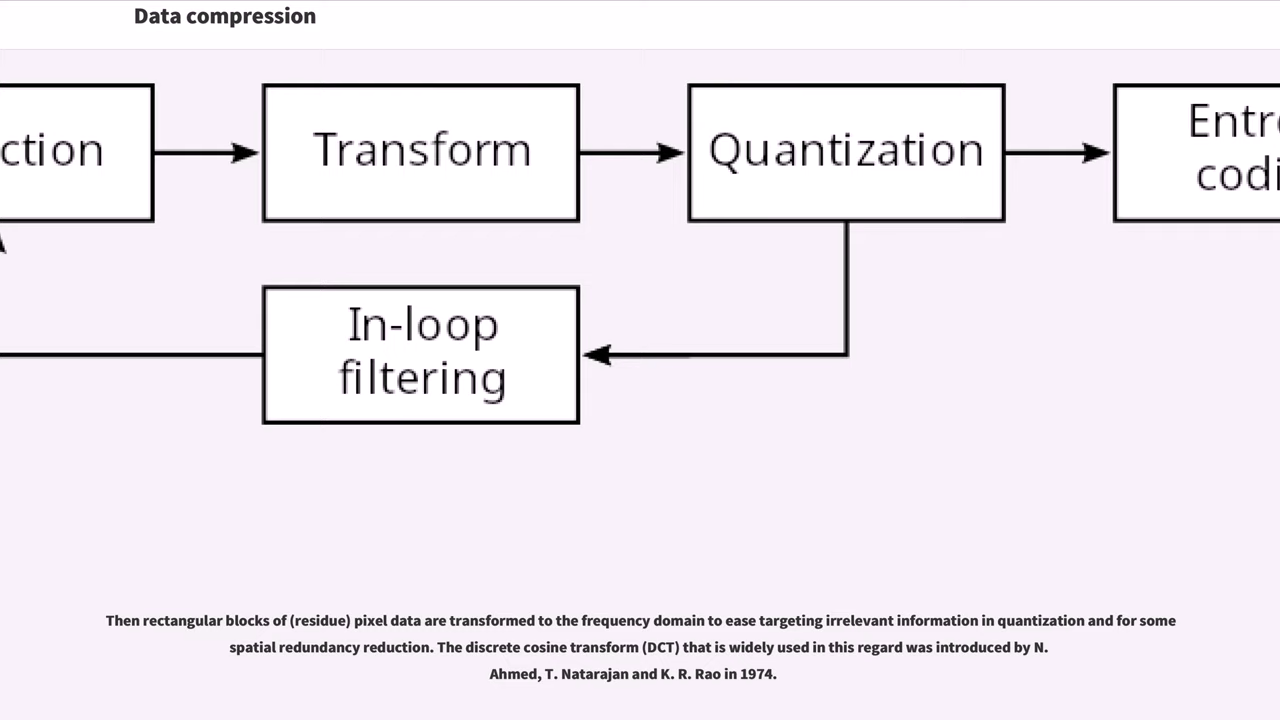 Data compression
ction
Transform
Quantization
Entr
codi
In-loop
filtering
Then rectangular blocks of (residue) pixel data are transformed to the frequency domain to ease targeting irrelevant information in quantization and for some
spatial redundancy reduction. The discrete cosine transform (DCT) that is widely used in this regard was introduced by N.
Ahmed, T. Natarajan and K. R. Rao in 1974.